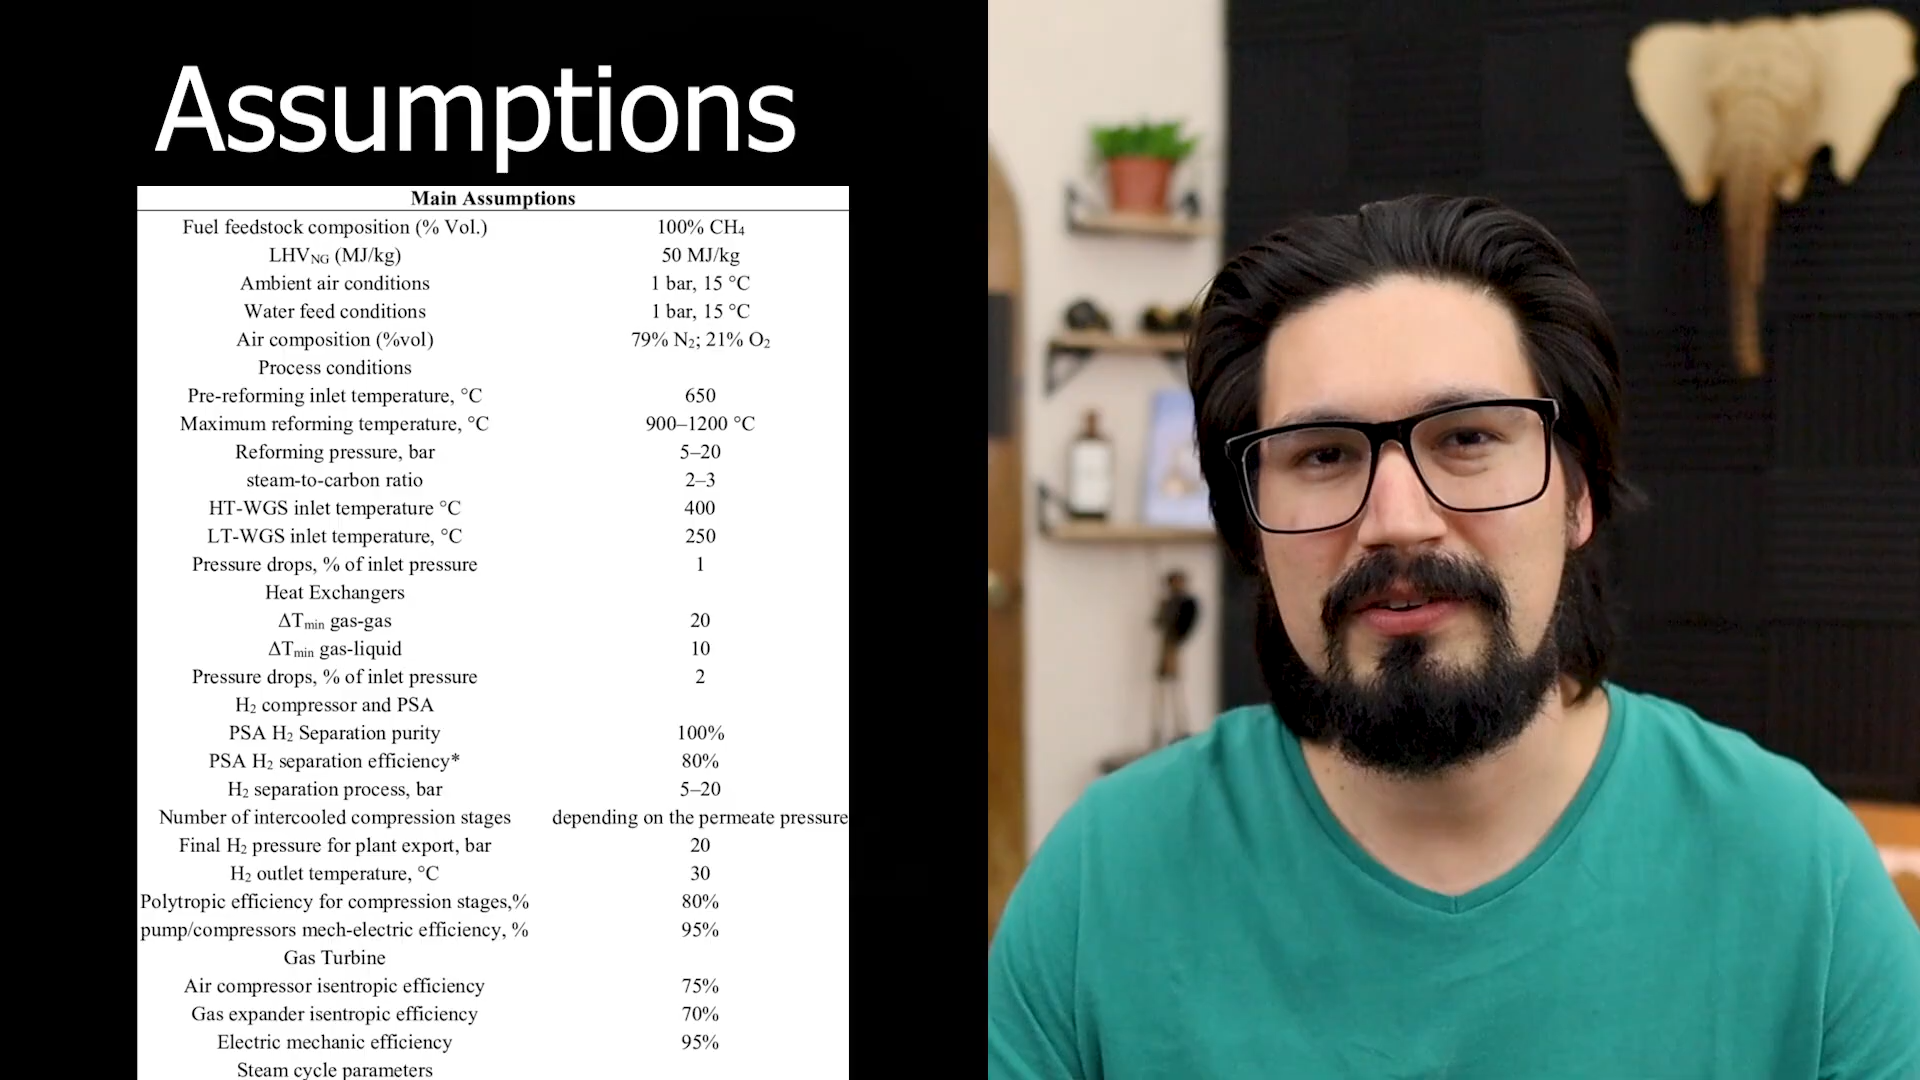 Assumptions
Main Assumptions
Fuel feedstock composition (% Vol.) 100% CH₄
LHV_NG (MJ/kg) 50 MJ/kg
Ambient air conditions 1 bar, 15 °C
Water feed conditions 1 bar, 15 °C
Air composition (%vol) 79% N₂; 21% O₂
Process conditions
Pre-reforming inlet temperature, °C 650
Maximum reforming temperature, °C 900–1200 °C
Reforming pressure, bar 5–20
steam-to-carbon ratio 2–3
HT-WGS inlet temperature °C 400
LT-WGS inlet temperature, °C 250
Pressure drops, % of inlet pressure 1
Heat Exchangers
ΔT_min gas-gas 20
ΔT_min gas-liquid 10
Pressure drops, % of inlet pressure 2
H₂ compressor and PSA
PSA H₂ Separation purity 100%
PSA H₂ separation efficiency* 80%
H₂ separation process, bar 5–20
Number of intercooled compression stages depending on the permeate pressure
Final H₂ pressure for plant export, bar 20
H₂ outlet temperature, °C 30
Polytropic efficiency for compression stages,% 80%
pump/compressors mech-electric efficiency, % 95%
Gas Turbine
Air compressor isentropic efficiency 75%
Gas expander isentropic efficiency 70%
Electric mechanic efficiency 95%
Steam cycle parameters